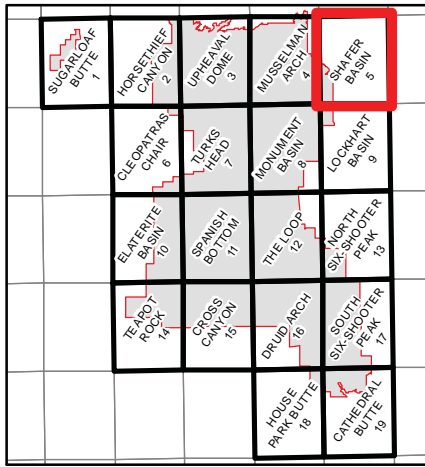 SUGARLOAF
BUTTE
1
HORSETHIEF
CANYON
2
UPHEAVAL
DOME
3
MUSSELMAN
ARCH
4
SHAFER
BASIN
5
CLEOPATRAS
CHAIR
6
TURKS
HEAD
7
MONUMENT
BASIN
8
LOCKHART
BASIN
9
ELATERITE
BASIN
10
SPANISH
BOTTOM
11
THE LOOP
12
NORTH
SIX-SHOOTER
PEAK
13
TEAPOT
ROCK
14
CROSS
CANYON
15
DRUID ARCH
16
SOUTH
SIX-SHOOTER
PEAK
17
HOUSE
PARK BUTTE
18
CATHEDRAL
BUTTE
19